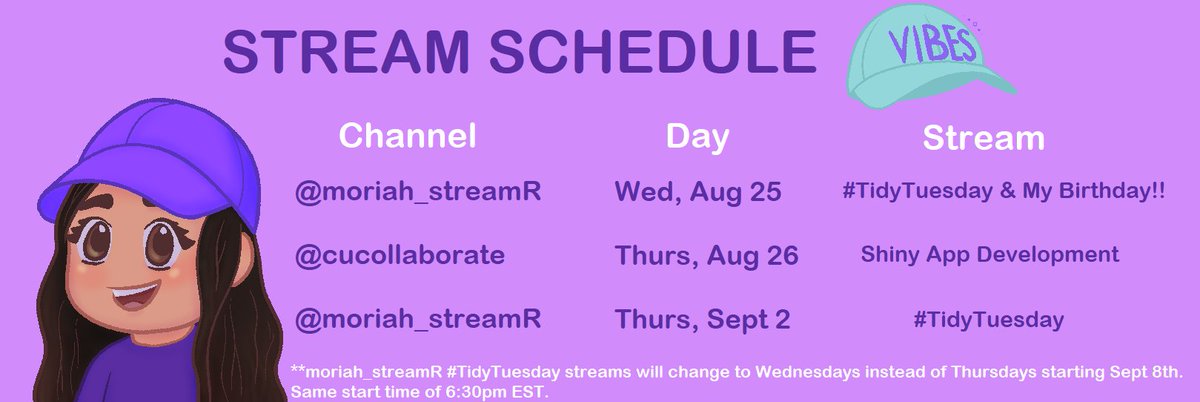 STREAM SCHEDULE
VIBES
Channel Day Stream
@moriah_streamR Wed, Aug 25 #TidyTuesday & My Birthday!!
@cucollaborate Thurs, Aug 26 Shiny App Development
@moriah_streamR Thurs, Sept 2 #TidyTuesday
**moriah_streamR #TidyTuesday streams will change to Wednesdays instead of Thursdays starting Sept 8th.
Same start time of 6:30pm EST.